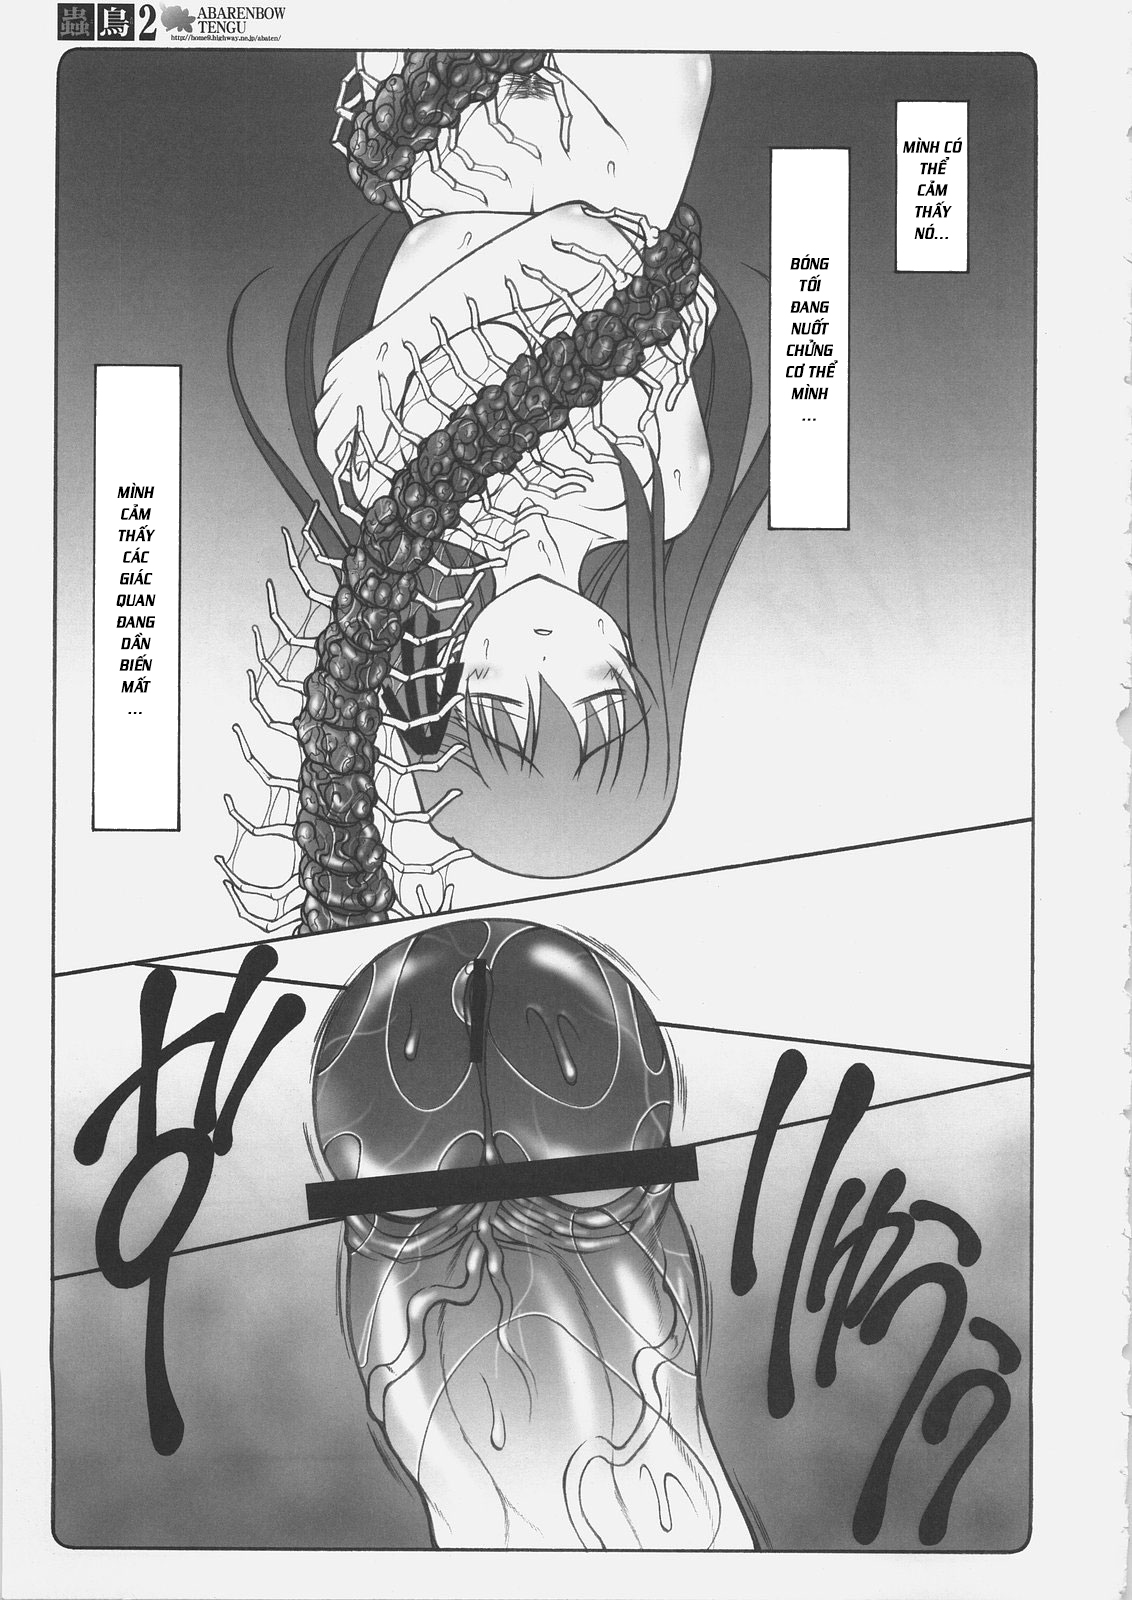 蟲鳥2
ABARENBOW
TENGU
http://home9.highway.ne.jp/abaten/
MÌNH CÓ
THỂ
CẢM
THẤY
NÓ...
BÓNG
TỐI
ĐANG
NUỐT
CHỬNG
CƠ THỂ
MÌNH
...
MÌNH
CẢM
THẤY
CÁC
GIÁC
QUAN
ĐANG
DẦN
BIẾN
MẤT
...